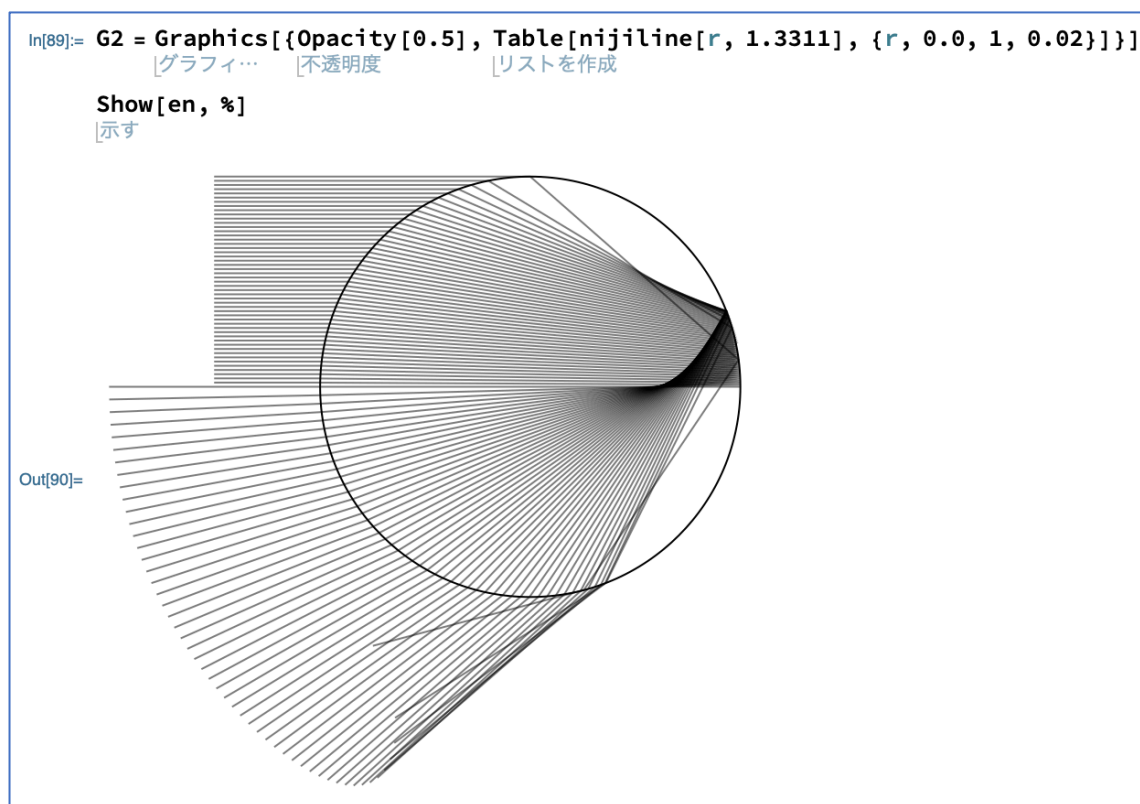 In[89]:= G2 = Graphics[{Opacity[0.5], Table[nijiline[r, 1.3311], {r, 0.0, 1, 0.02}]}]
グラフィ… 不透明度 リストを作成
Show[en, %]
示す
Out[90]=